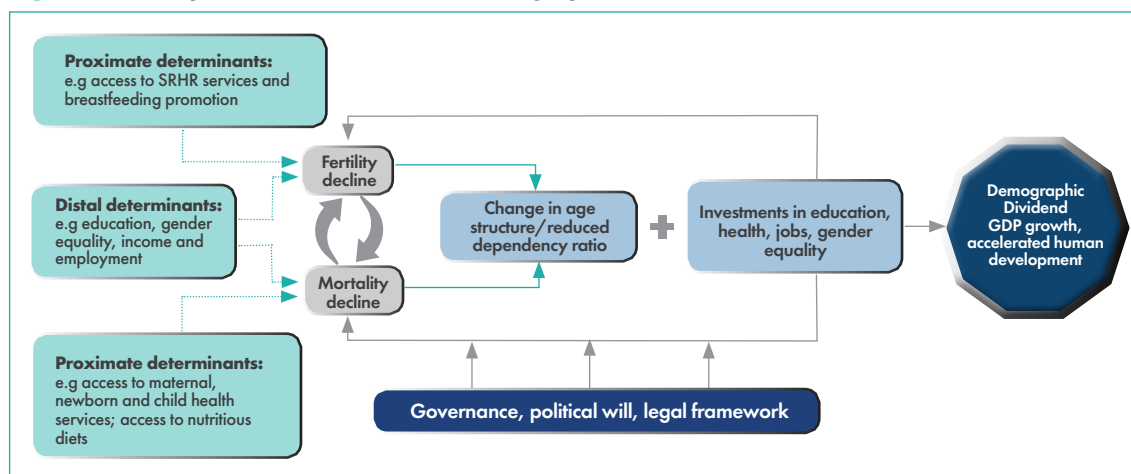 Proximate determinants:
e.g access to SRHR services and
breastfeeding promotion
Fertility
decline
Distal determinants:
e.g education, gender
equality, income and
employment
Change in age
structure/reduced
dependency ratio
Investments in education,
health, jobs, gender
equality
Demographic
Dividend
GDP growth,
accelerated human
development
Mortality
decline
Proximate determinants:
e.g access to maternal,
newborn and child health
services; access to nutritious
diets
Governance, political will, legal framework